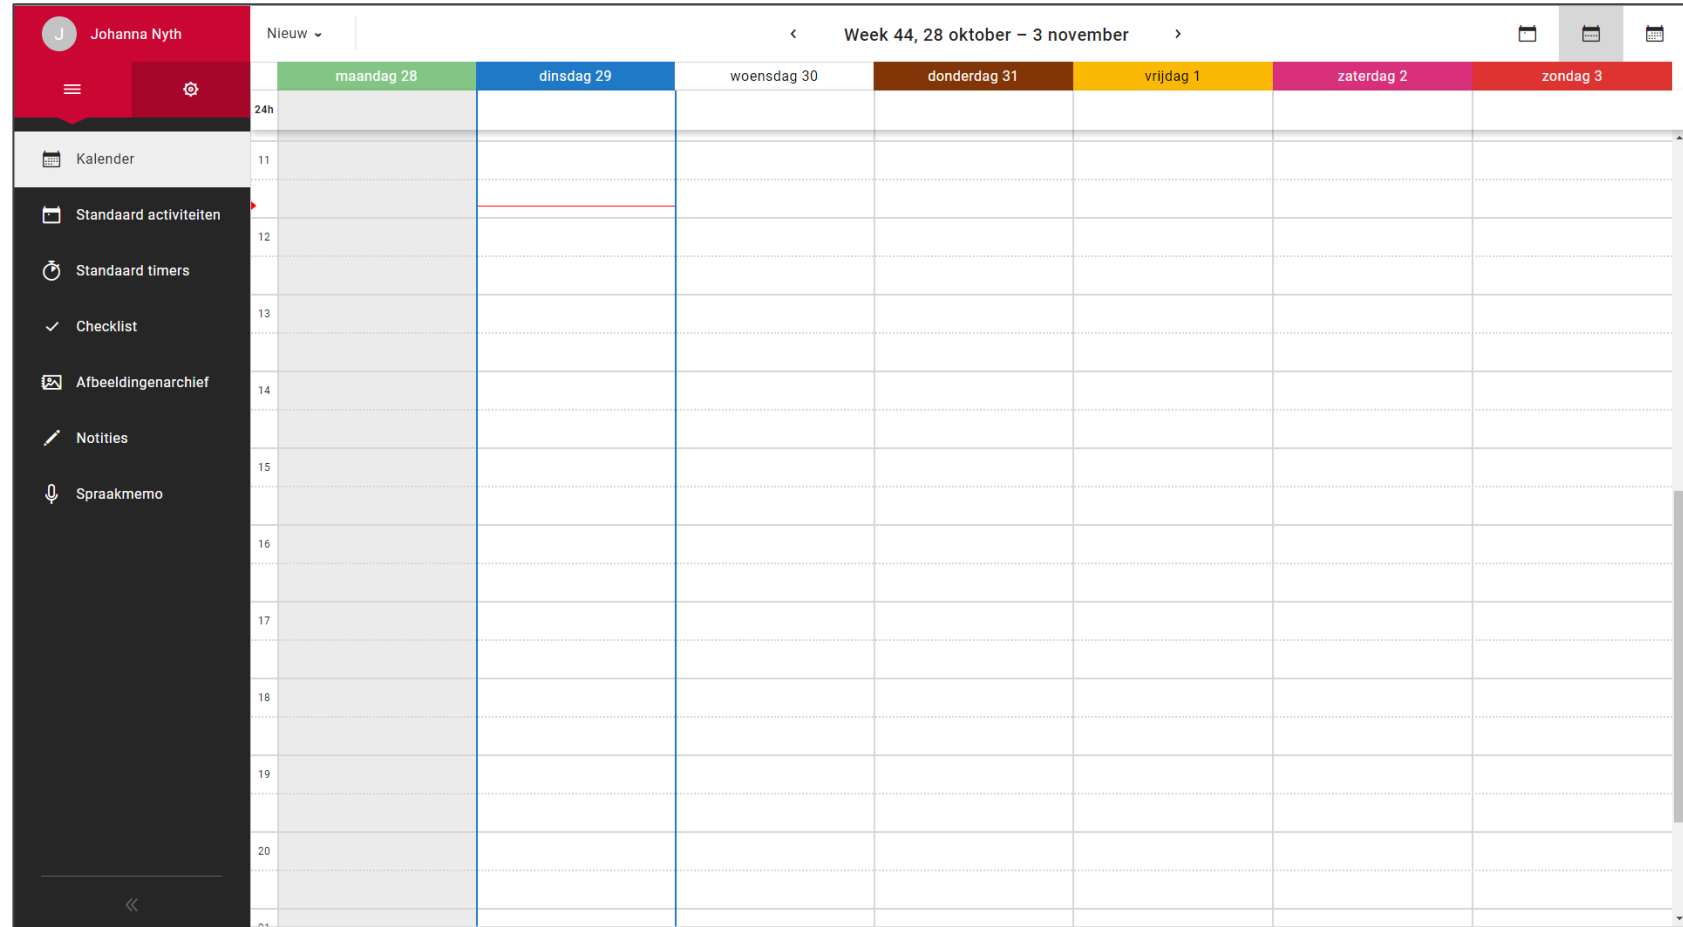 J Johanna Nyth
Nieuw
Week 44, 28 oktober – 3 november
maandag 28 dinsdag 29 woensdag 30 donderdag 31 vrijdag 1 zaterdag 2 zondag 3
24h
Kalender
Standaard activiteiten
Standaard timers
Checklist
Afbeeldingenarchief
Notities
Spraakmemo
11
12
13
14
15
16
17
18
19
20